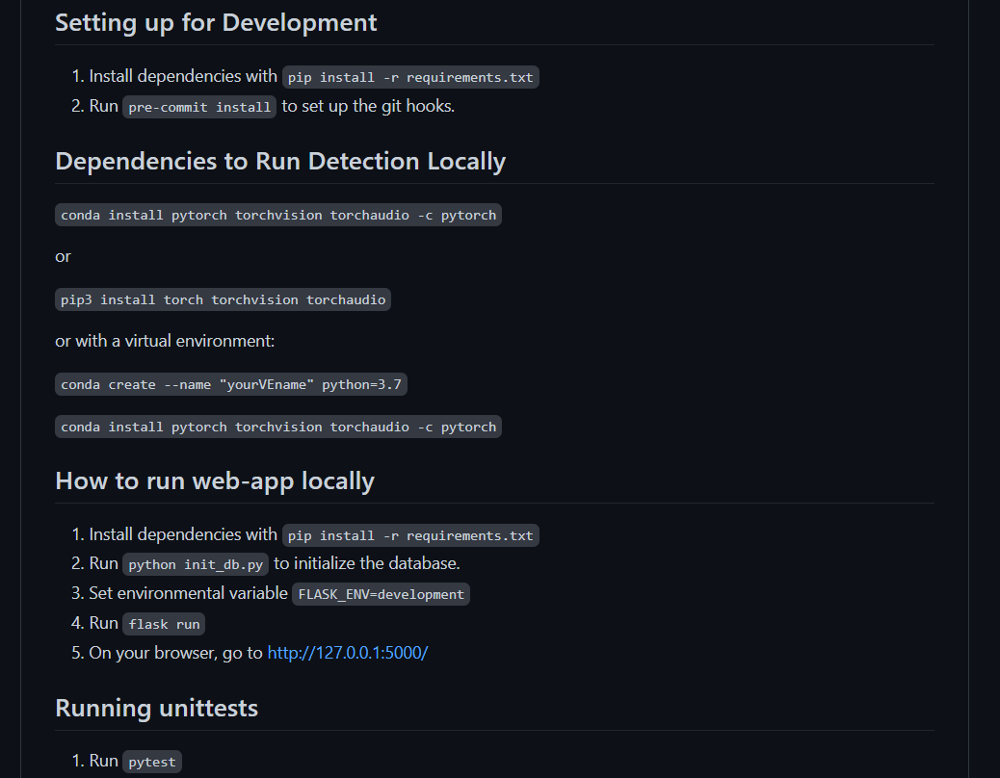 Setting up for Development
1. Install dependencies with pip install -r requirements.txt
2. Run pre-commit install to set up the git hooks.
Dependencies to Run Detection Locally
conda install pytorch torchvision torchaudio -c pytorch
or
pip3 install torch torchvision torchaudio
or with a virtual environment:
conda create --name "yourVEname" python=3.7
conda install pytorch torchvision torchaudio -c pytorch
How to run web-app locally
1. Install dependencies with pip install -r requirements.txt
2. Run python init_db.py to initialize the database.
3. Set environmental variable FLASK_ENV=development
4. Run flask run
5. On your browser, go to http://127.0.0.1:5000/
Running unittests
1. Run pytest